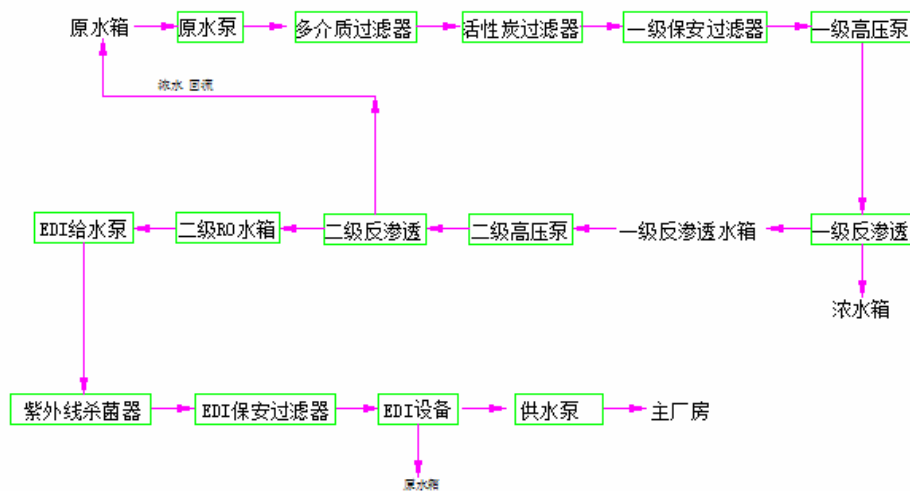 原水箱
原水泵
多介质过滤器
活性炭过滤器
一级保安过滤器
一级高压泵
浓水 回流
EDI给水泵
二级RO水箱
二级反渗透
二级高压泵
一级反渗透水箱
一级反渗透
浓水箱
紫外线杀菌器
EDI保安过滤器
EDI设备
供水泵
主厂房
原水箱